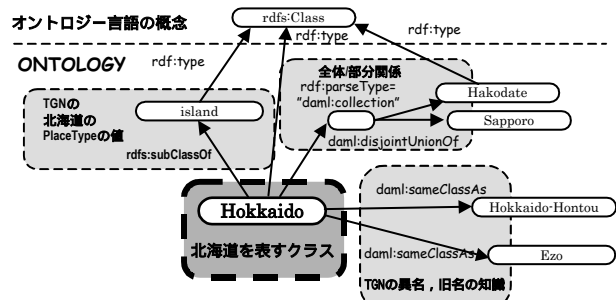 オントロジー言語の概念
rdfs:Class
rdf:type
rdf:type
ONTOLOGY
rdf:type
全体/部分関係
rdf:parseType=
"daml:collection"
Hakodate
TGNの
北海道の
PlaceTypeの値
island
Sapporo
daml:disjointUnionOf
rdfs:subClassOf
daml:sameClassAs
Hokkaido
Hokkaido-Hontou
北海道を表すクラス
daml:sameClassAs
Ezo
TGNの異名，旧名の知識